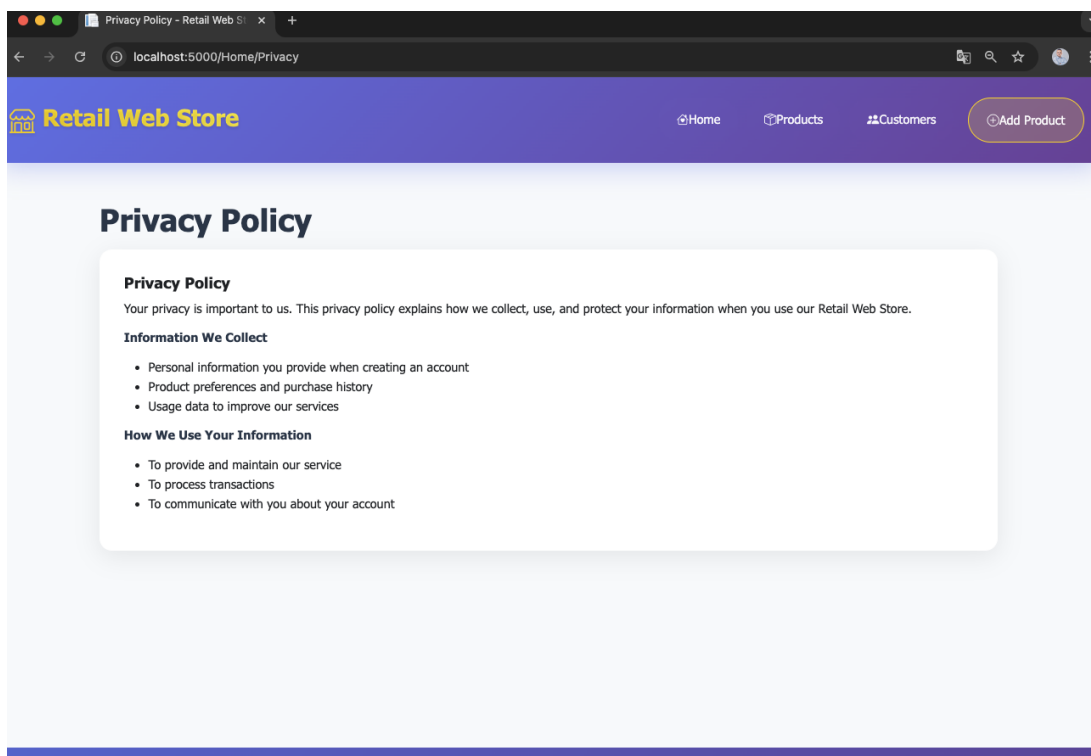 Privacy Policy - Retail Web St
localhost:5000/Home/Privacy
Retail Web Store
Home
Products
Customers
Add Product
Privacy Policy
Privacy Policy
Your privacy is important to us. This privacy policy explains how we collect, use, and protect your information when you use our Retail Web Store.
Information We Collect
• Personal information you provide when creating an account
• Product preferences and purchase history
• Usage data to improve our services
How We Use Your Information
• To provide and maintain our service
• To process transactions
• To communicate with you about your account